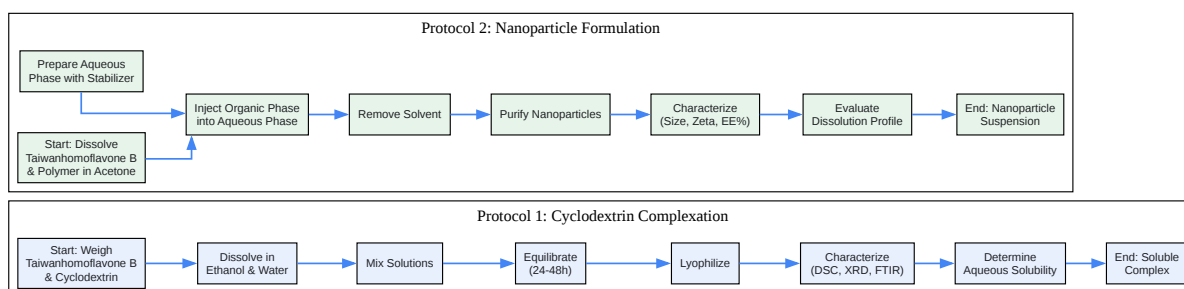 Protocol 2: Nanoparticle Formulation
Prepare Aqueous
Phase with Stabilizer
Start: Dissolve
Taiwanhomoflavone B
& Polymer in Acetone
Inject Organic Phase
into Aqueous Phase
Remove Solvent
Purify Nanoparticles
Characterize
(Size, Zeta, EE%)
Evaluate
Dissolution Profile
End: Nanoparticle
Suspension
Protocol 1: Cyclodextrin Complexation
Start: Weigh
Taiwanhomoflavone B
& Cyclodextrin
Dissolve in
Ethanol & Water
Mix Solutions
Equilibrate
(24-48h)
Lyophilize
Characterize
(DSC, XRD, FTIR)
Determine
Aqueous Solubility
End: Soluble
Complex